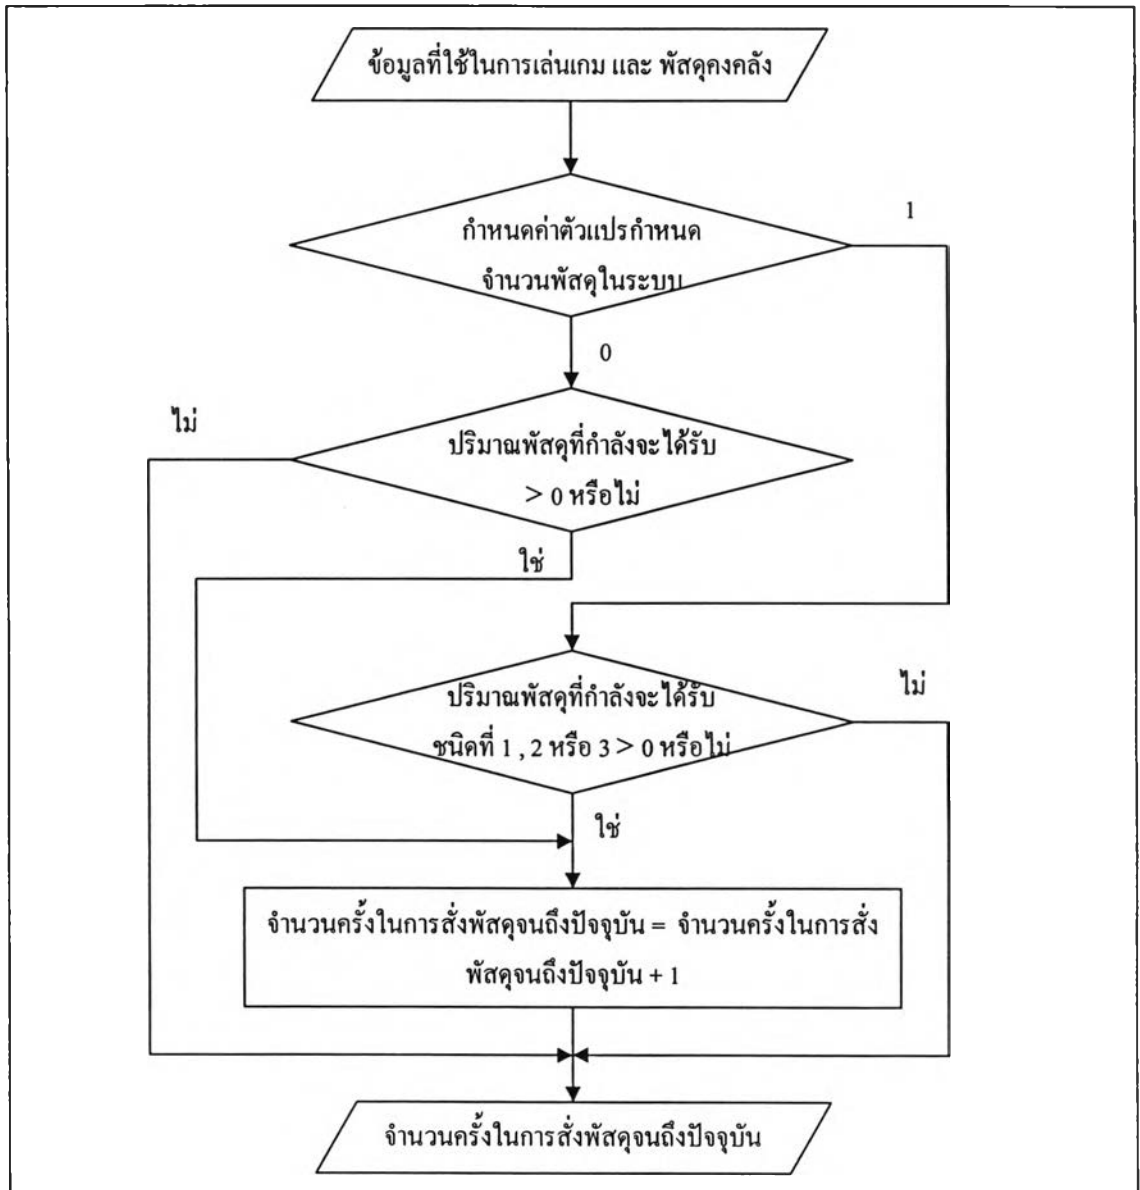 ข้อมูลที่ใช้ในการเล่นเกม และ พัสดุคงคลัง
1
กำหนดค่าตัวแปรกำหนด
จำนวนพัสดุในระบบ
0
ไม่
ปริมาณพัสดุที่กำลังจะได้รับ
> 0 หรือไม่
ใช่
ปริมาณพัสดุที่กำลังจะได้รับ
ไม่
ชนิดที่ 1 , 2 หรือ 3 > 0 หรือไม่
ใช่
จำนวนครั้งในการสั่งพัสดุจนถึงปัจจุบัน = จำนวนครั้งในการสั่ง
พัสดุจนถึงปัจจุบัน + 1
จำนวนครั้งในการสั่งพัสดุจนถึงปัจจุบัน